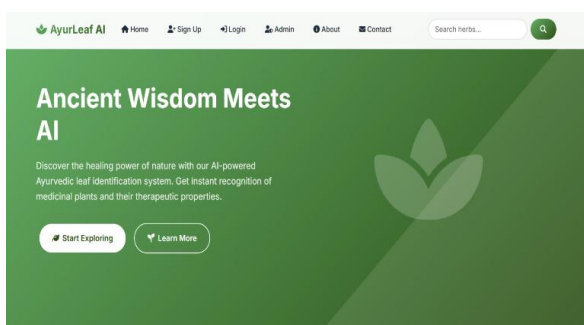 AyurLeaf AI Home Sign Up Login Admin About Contact Search herbs...
Ancient Wisdom Meets
AI
Discover the healing power of nature with our AI-powered
Ayurvedic leaf identification system. Get instant recognition of
medicinal plants and their therapeutic properties.
Start Exploring Learn More